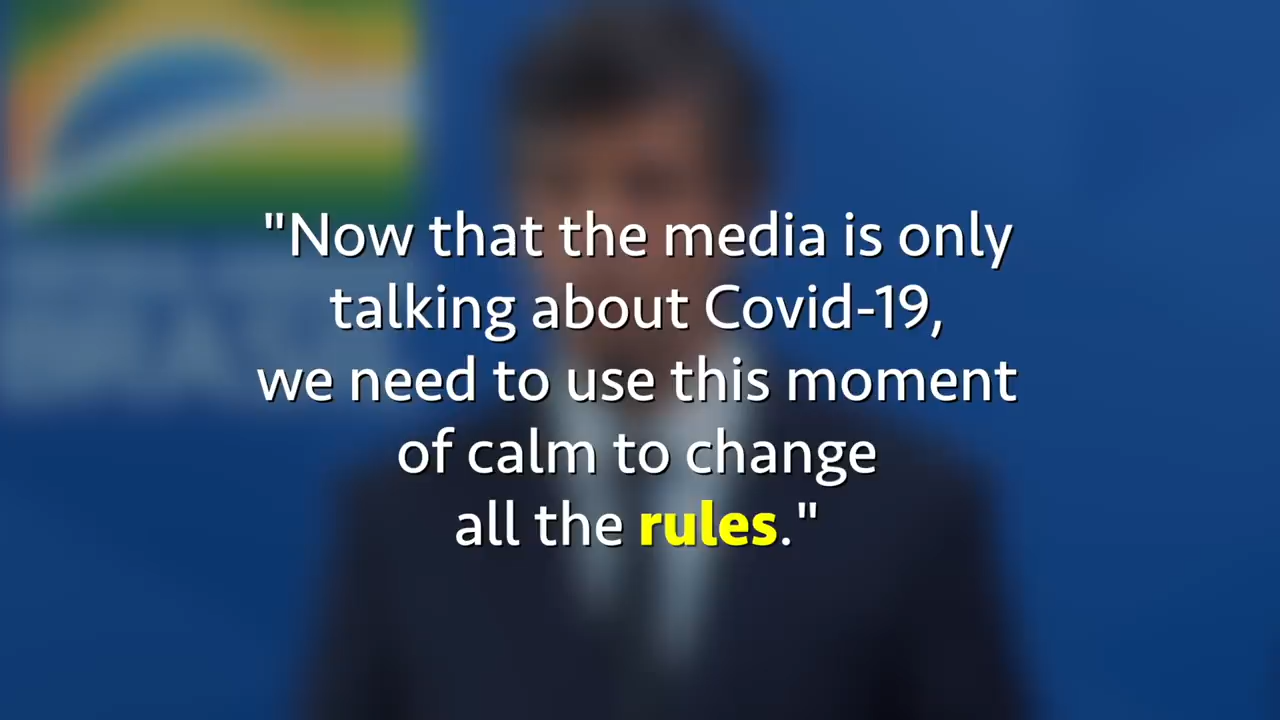 "Now that the media is only
talking about Covid-19,
we need to use this moment
of calm to change
all the rules."